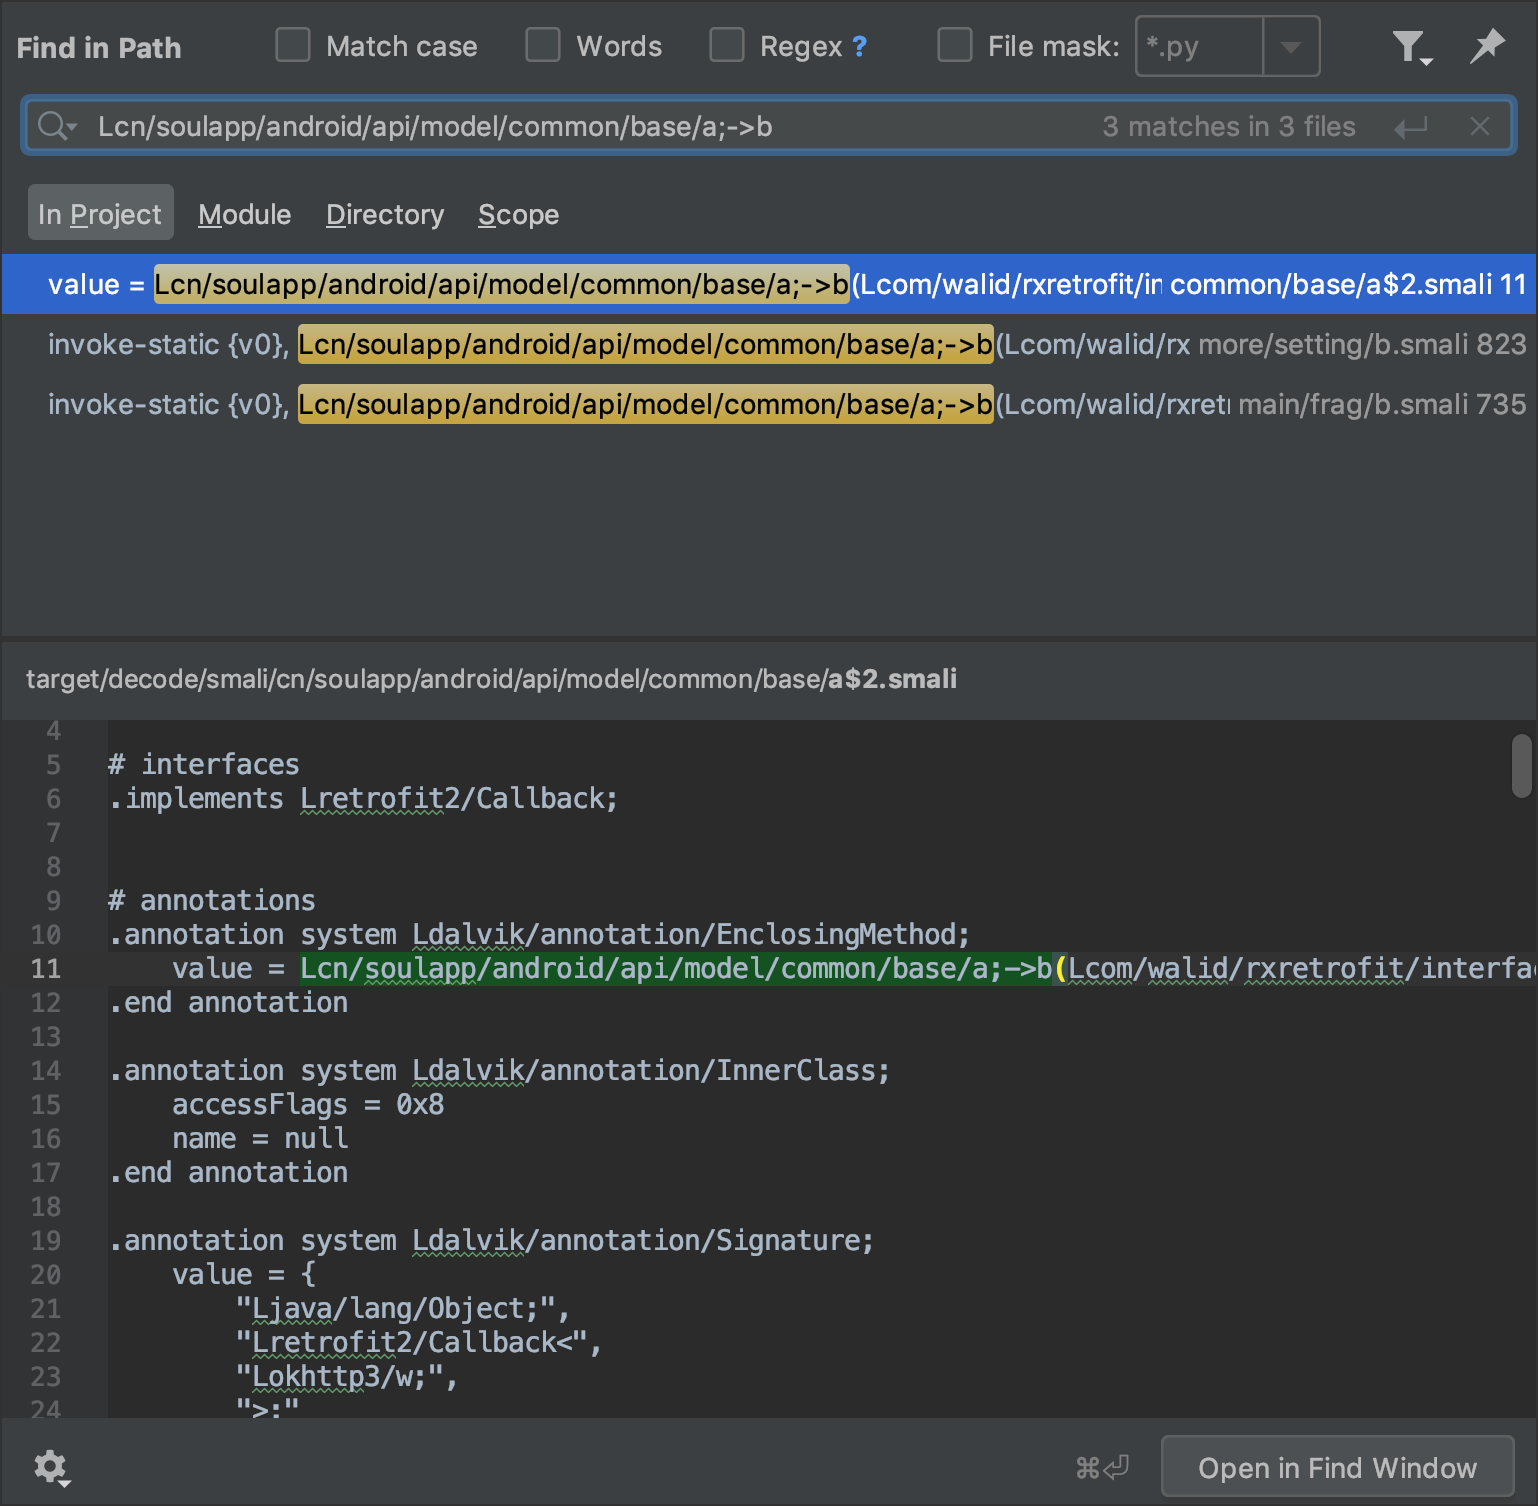 Find in Path Match case Words Regex ? File mask: *.py
Lcn/soulapp/android/api/model/common/base/a;->b 3 matches in 3 files
In Project Module Directory Scope
value = Lcn/soulapp/android/api/model/common/base/a;->b(Lcom/walid/rxretrofit/in common/base/a$2.smali 11
invoke-static {v0}, Lcn/soulapp/android/api/model/common/base/a;->b(Lcom/walid/rx more/setting/b.smali 823
invoke-static {v0}, Lcn/soulapp/android/api/model/common/base/a;->b(Lcom/walid/rxretr main/frag/b.smali 735
target/decode/smali/cn/soulapp/android/api/model/common/base/a$2.smali
4
5 # interfaces
6 .implements Lretrofit2/Callback;
7
8
9 # annotations
10 .annotation system Ldalvik/annotation/EnclosingMethod;
11 value = Lcn/soulapp/android/api/model/common/base/a;->b(Lcom/walid/rxretrofit/interfa
12 .end annotation
13
14 .annotation system Ldalvik/annotation/InnerClass;
15 accessFlags = 0x8
16 name = null
17 .end annotation
18
19 .annotation system Ldalvik/annotation/Signature;
20 value = {
21 "Ljava/lang/Object;",
22 "Lretrofit2/Callback<",
23 "Lokhttp3/w;",
24 ">;"
⌘⏎ Open in Find Window